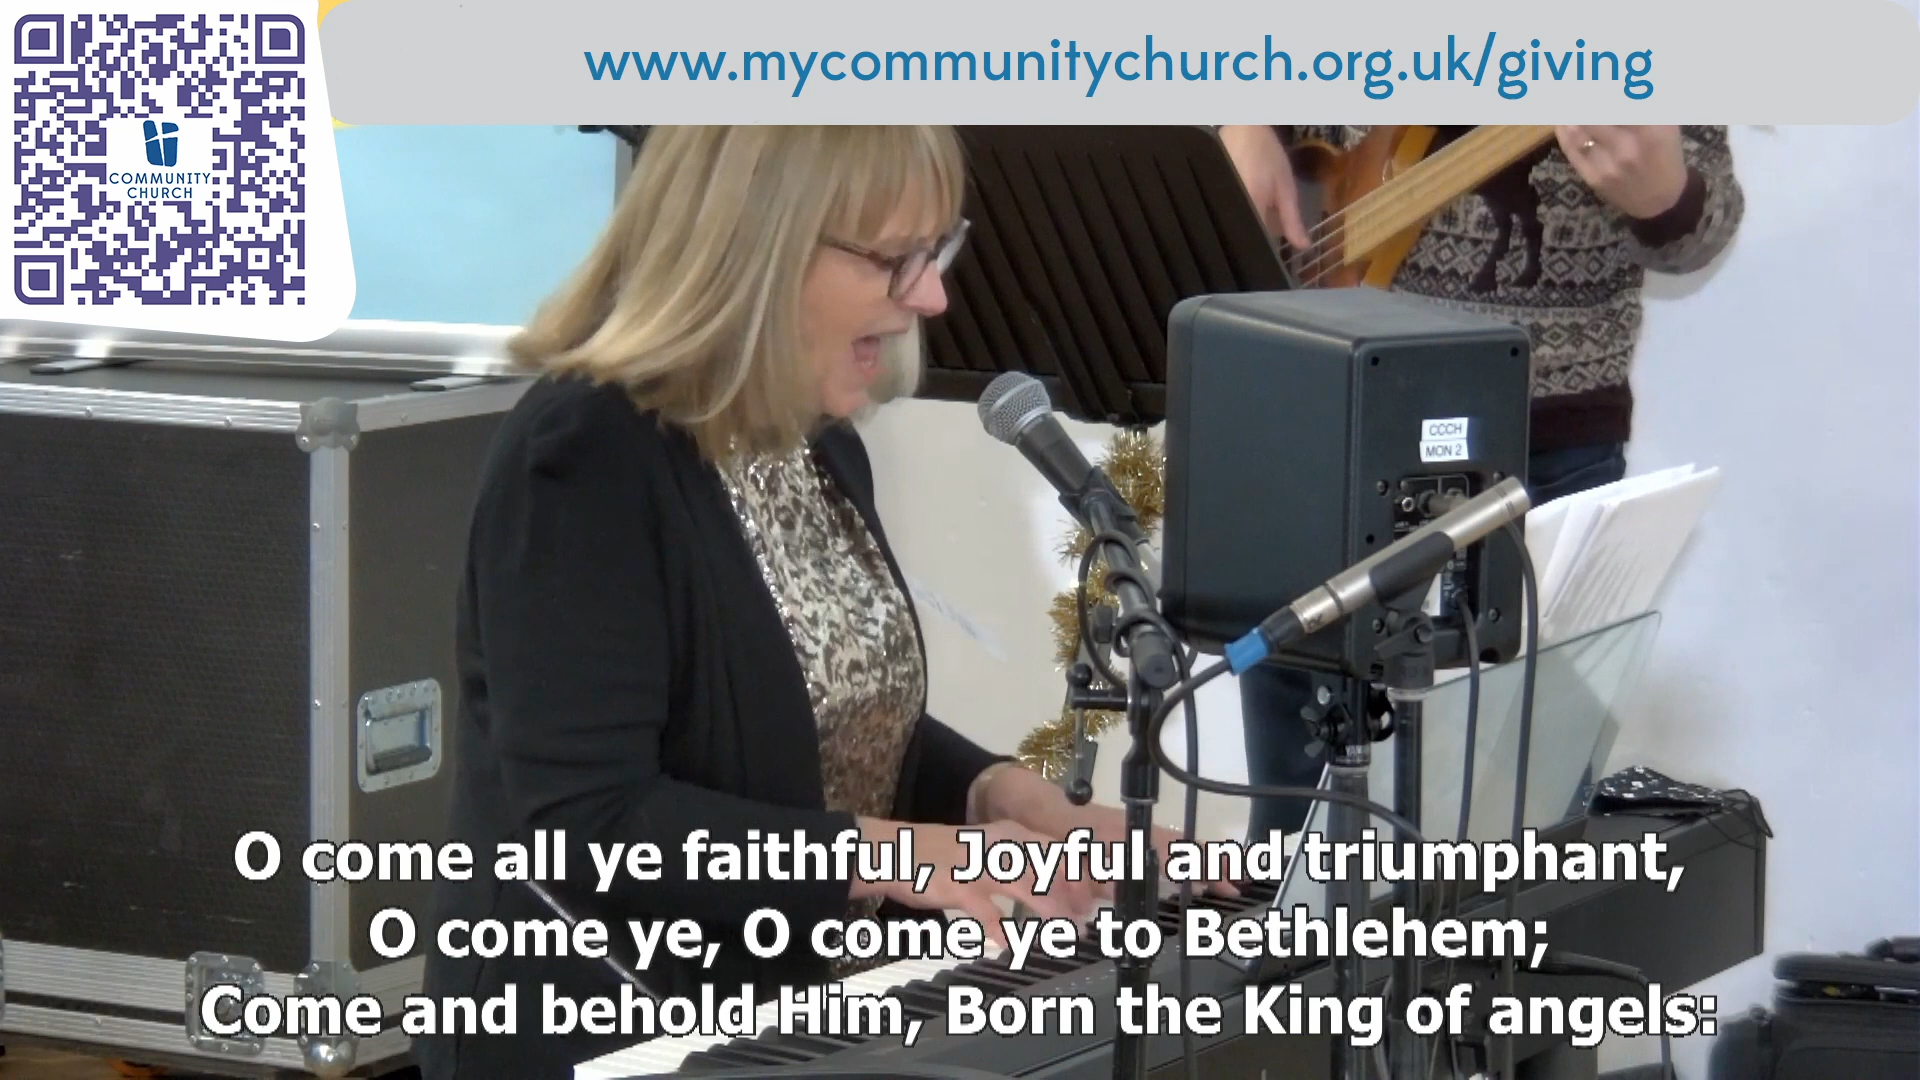 www.mycommunitychurch.org.uk/giving
COMMUNITY
CHURCH
CCCH
MON 2
O come all ye faithful, Joyful and triumphant,
O come ye, O come ye to Bethlehem;
Come and behold Him, Born the King of angels: